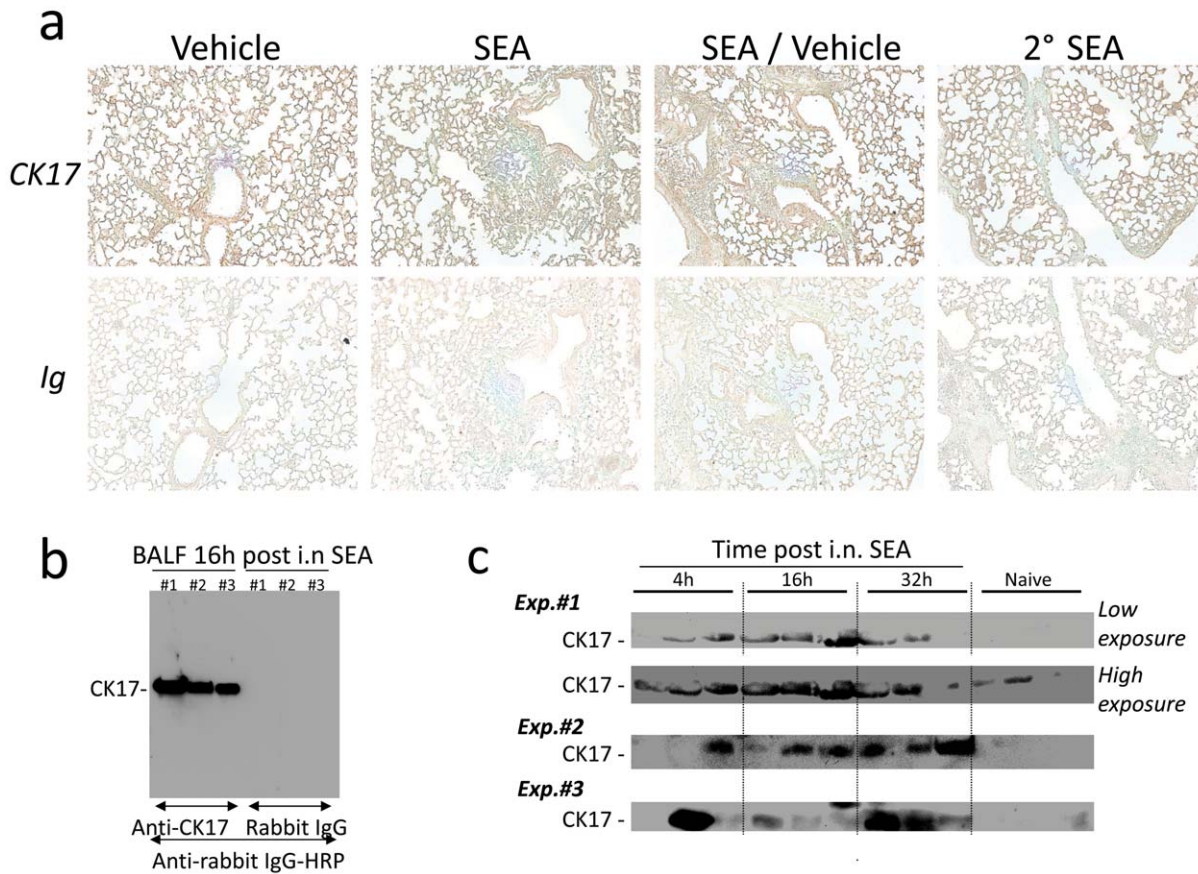 a
Vehicle SEA SEA / Vehicle 2° SEA
CK17
Ig
b
BALF 16h post i.n SEA
#1 #2 #3 #1 #2 #3
CK17-
Anti-CK17 Rabbit IgG
Anti-rabbit IgG-HRP
c
Time post i.n. SEA
4h 16h 32h Naive
Exp.#1
CK17 -
Low
exposure
CK17 -
High
exposure
Exp.#2
CK17 -
Exp.#3
CK17 -